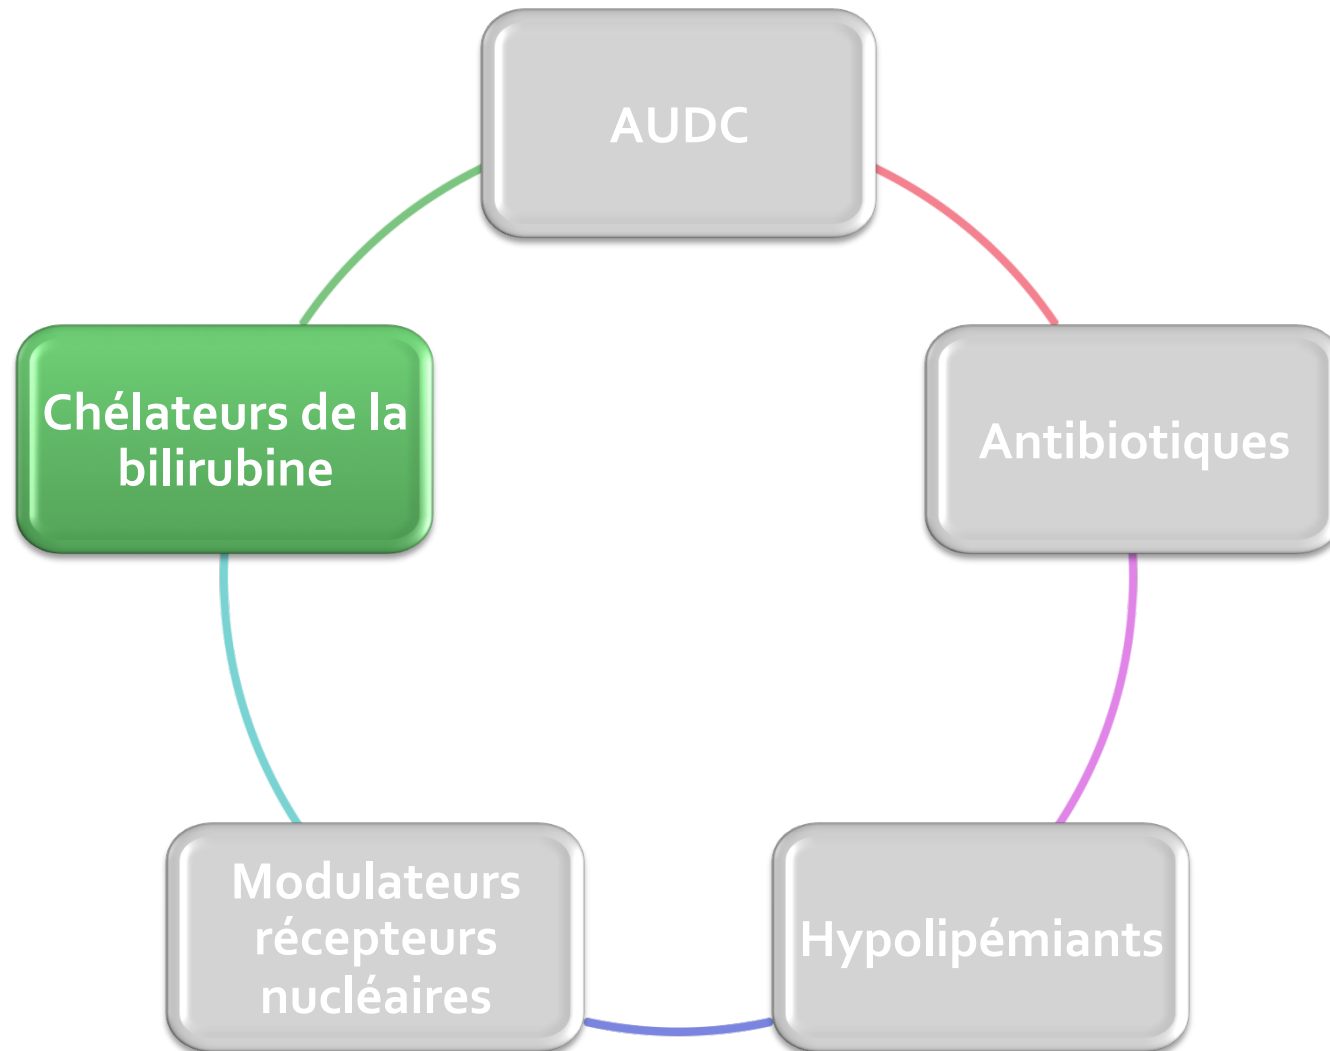 AUDC
Chélateurs de la
bilirubine
Antibiotiques
Modulateurs
récepteurs
nucléaires
Hypolipémiants